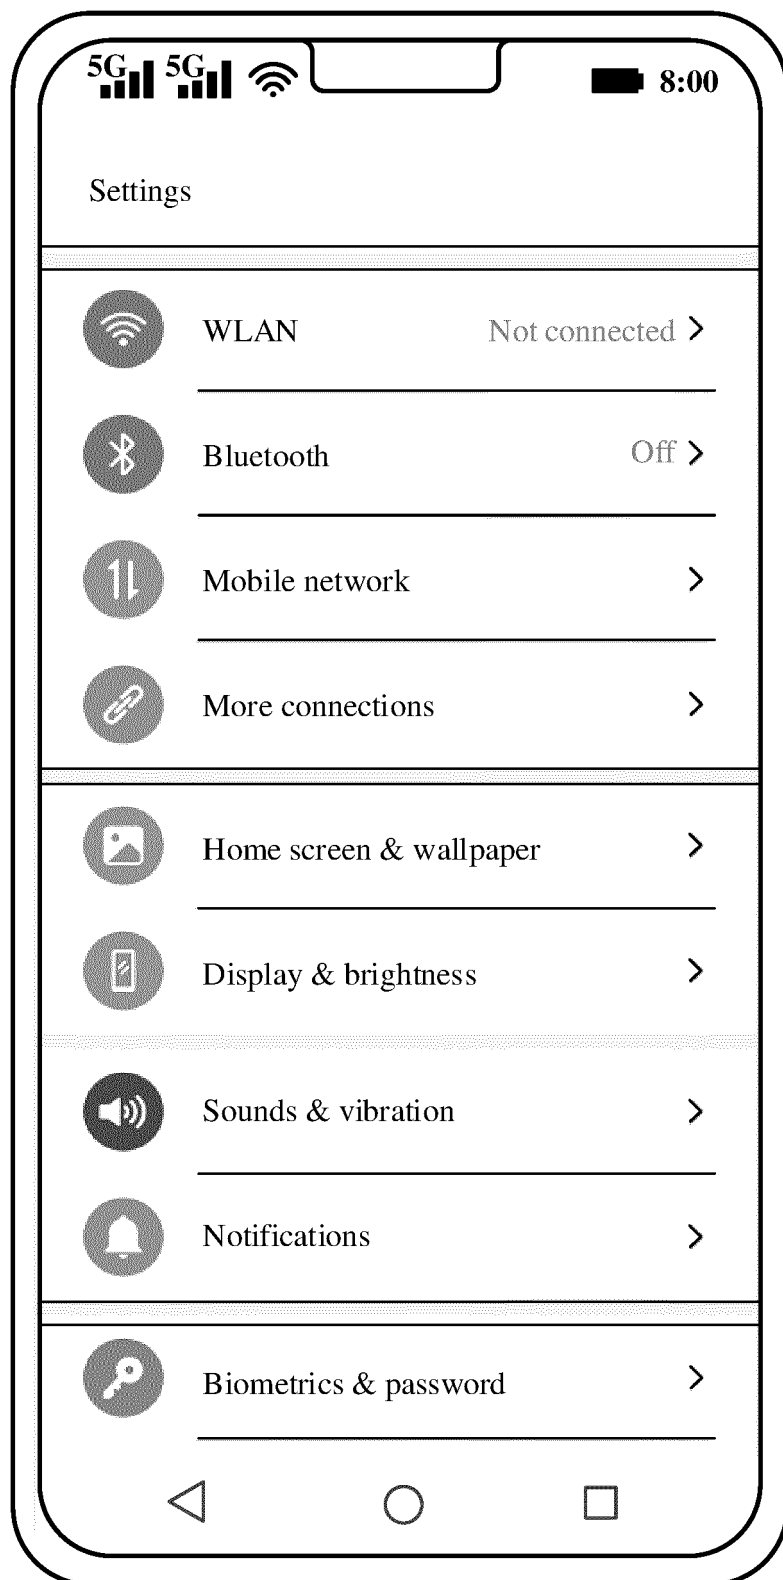 5G 5G 8:00
Settings
WLAN Not connected
Bluetooth Off
Mobile network
More connections
Home screen & wallpaper
Display & brightness
Sounds & vibration
Notifications
Biometrics & password